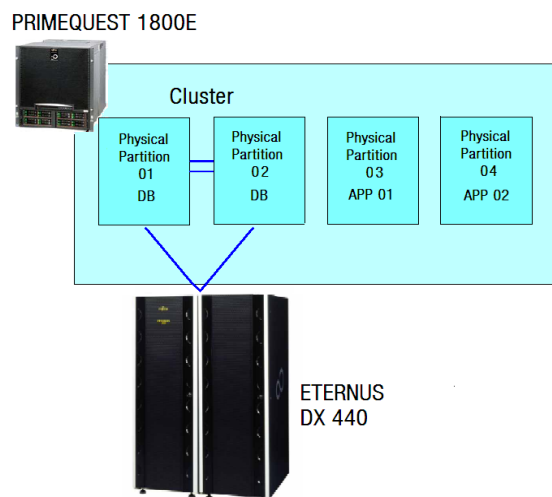 PRIMEQUEST 1800E
Cluster
Physical
Partition
01
DB
Physical
Partition
02
DB
Physical
Partition
03
APP 01
Physical
Partition
04
APP 02
ETERNUS
DX 440